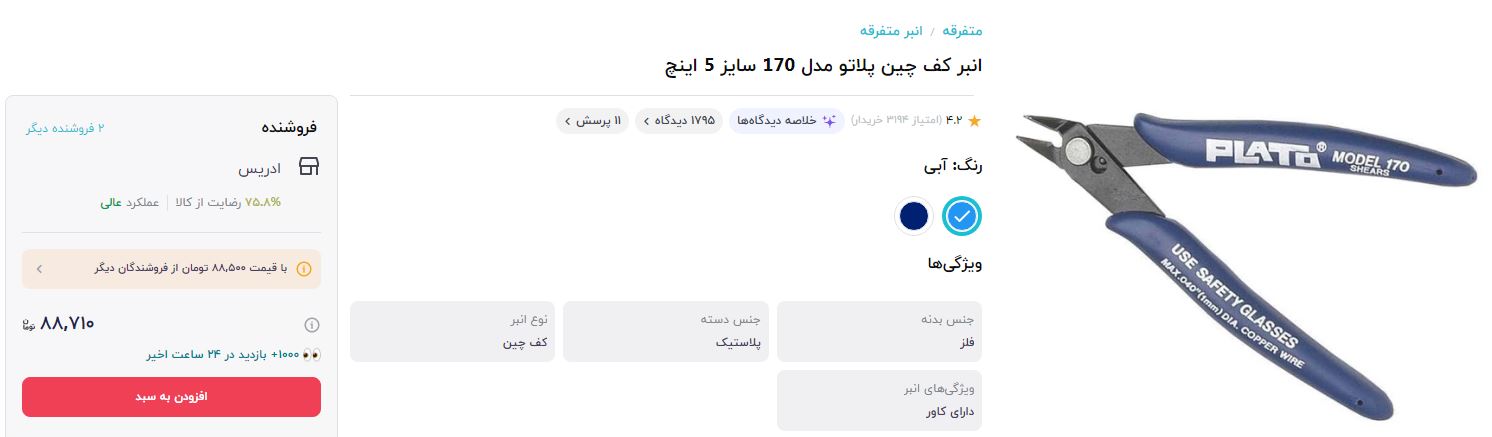 متفرقه / انبر متفرقه
انبر کف چین پلاتو مدل 170 سایز 5 اینچ
۴.۲ (امتیاز ۳۱۹۴ خریدار) خلاصه دیدگاه‌ها ۱۷۹۵ دیدگاه ۱۱ پرسش
رنگ: آبی
ویژگی‌ها
جنس بدنه
فلز
جنس دسته
پلاستیک
نوع انبر
کف چین
ویژگی‌های انبر
دارای کاور
فروشنده
۲ فروشنده دیگر
ادریس
۷۵.۸% رضایت از کالا عملکرد عالی
با قیمت ۸۸,۵۰۰ تومان از فروشندگان دیگر
۸۸,۷۱۰ تومان
۱۰۰۰+ بازدید در ۲۴ ساعت اخیر
افزودن به سبد
PLATO® MODEL 170
SHEARS
USE SAFETY GLASSES
MAX.040"(1mm) DIA. COPPER WIRE